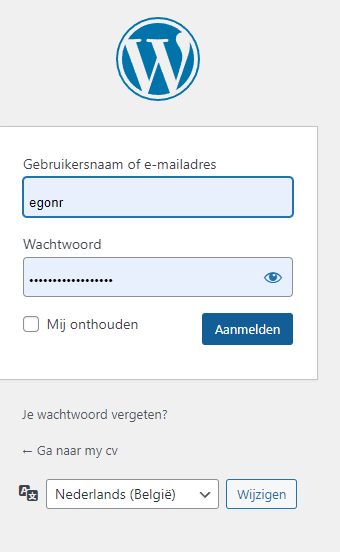 Gebruikersnaam of e-mailadres
egonr
Wachtwoord
••••••••••••••••••
Mij onthouden
Aanmelden
Je wachtwoord vergeten?
← Ga naar my cv
Nederlands (België)
Wijzigen